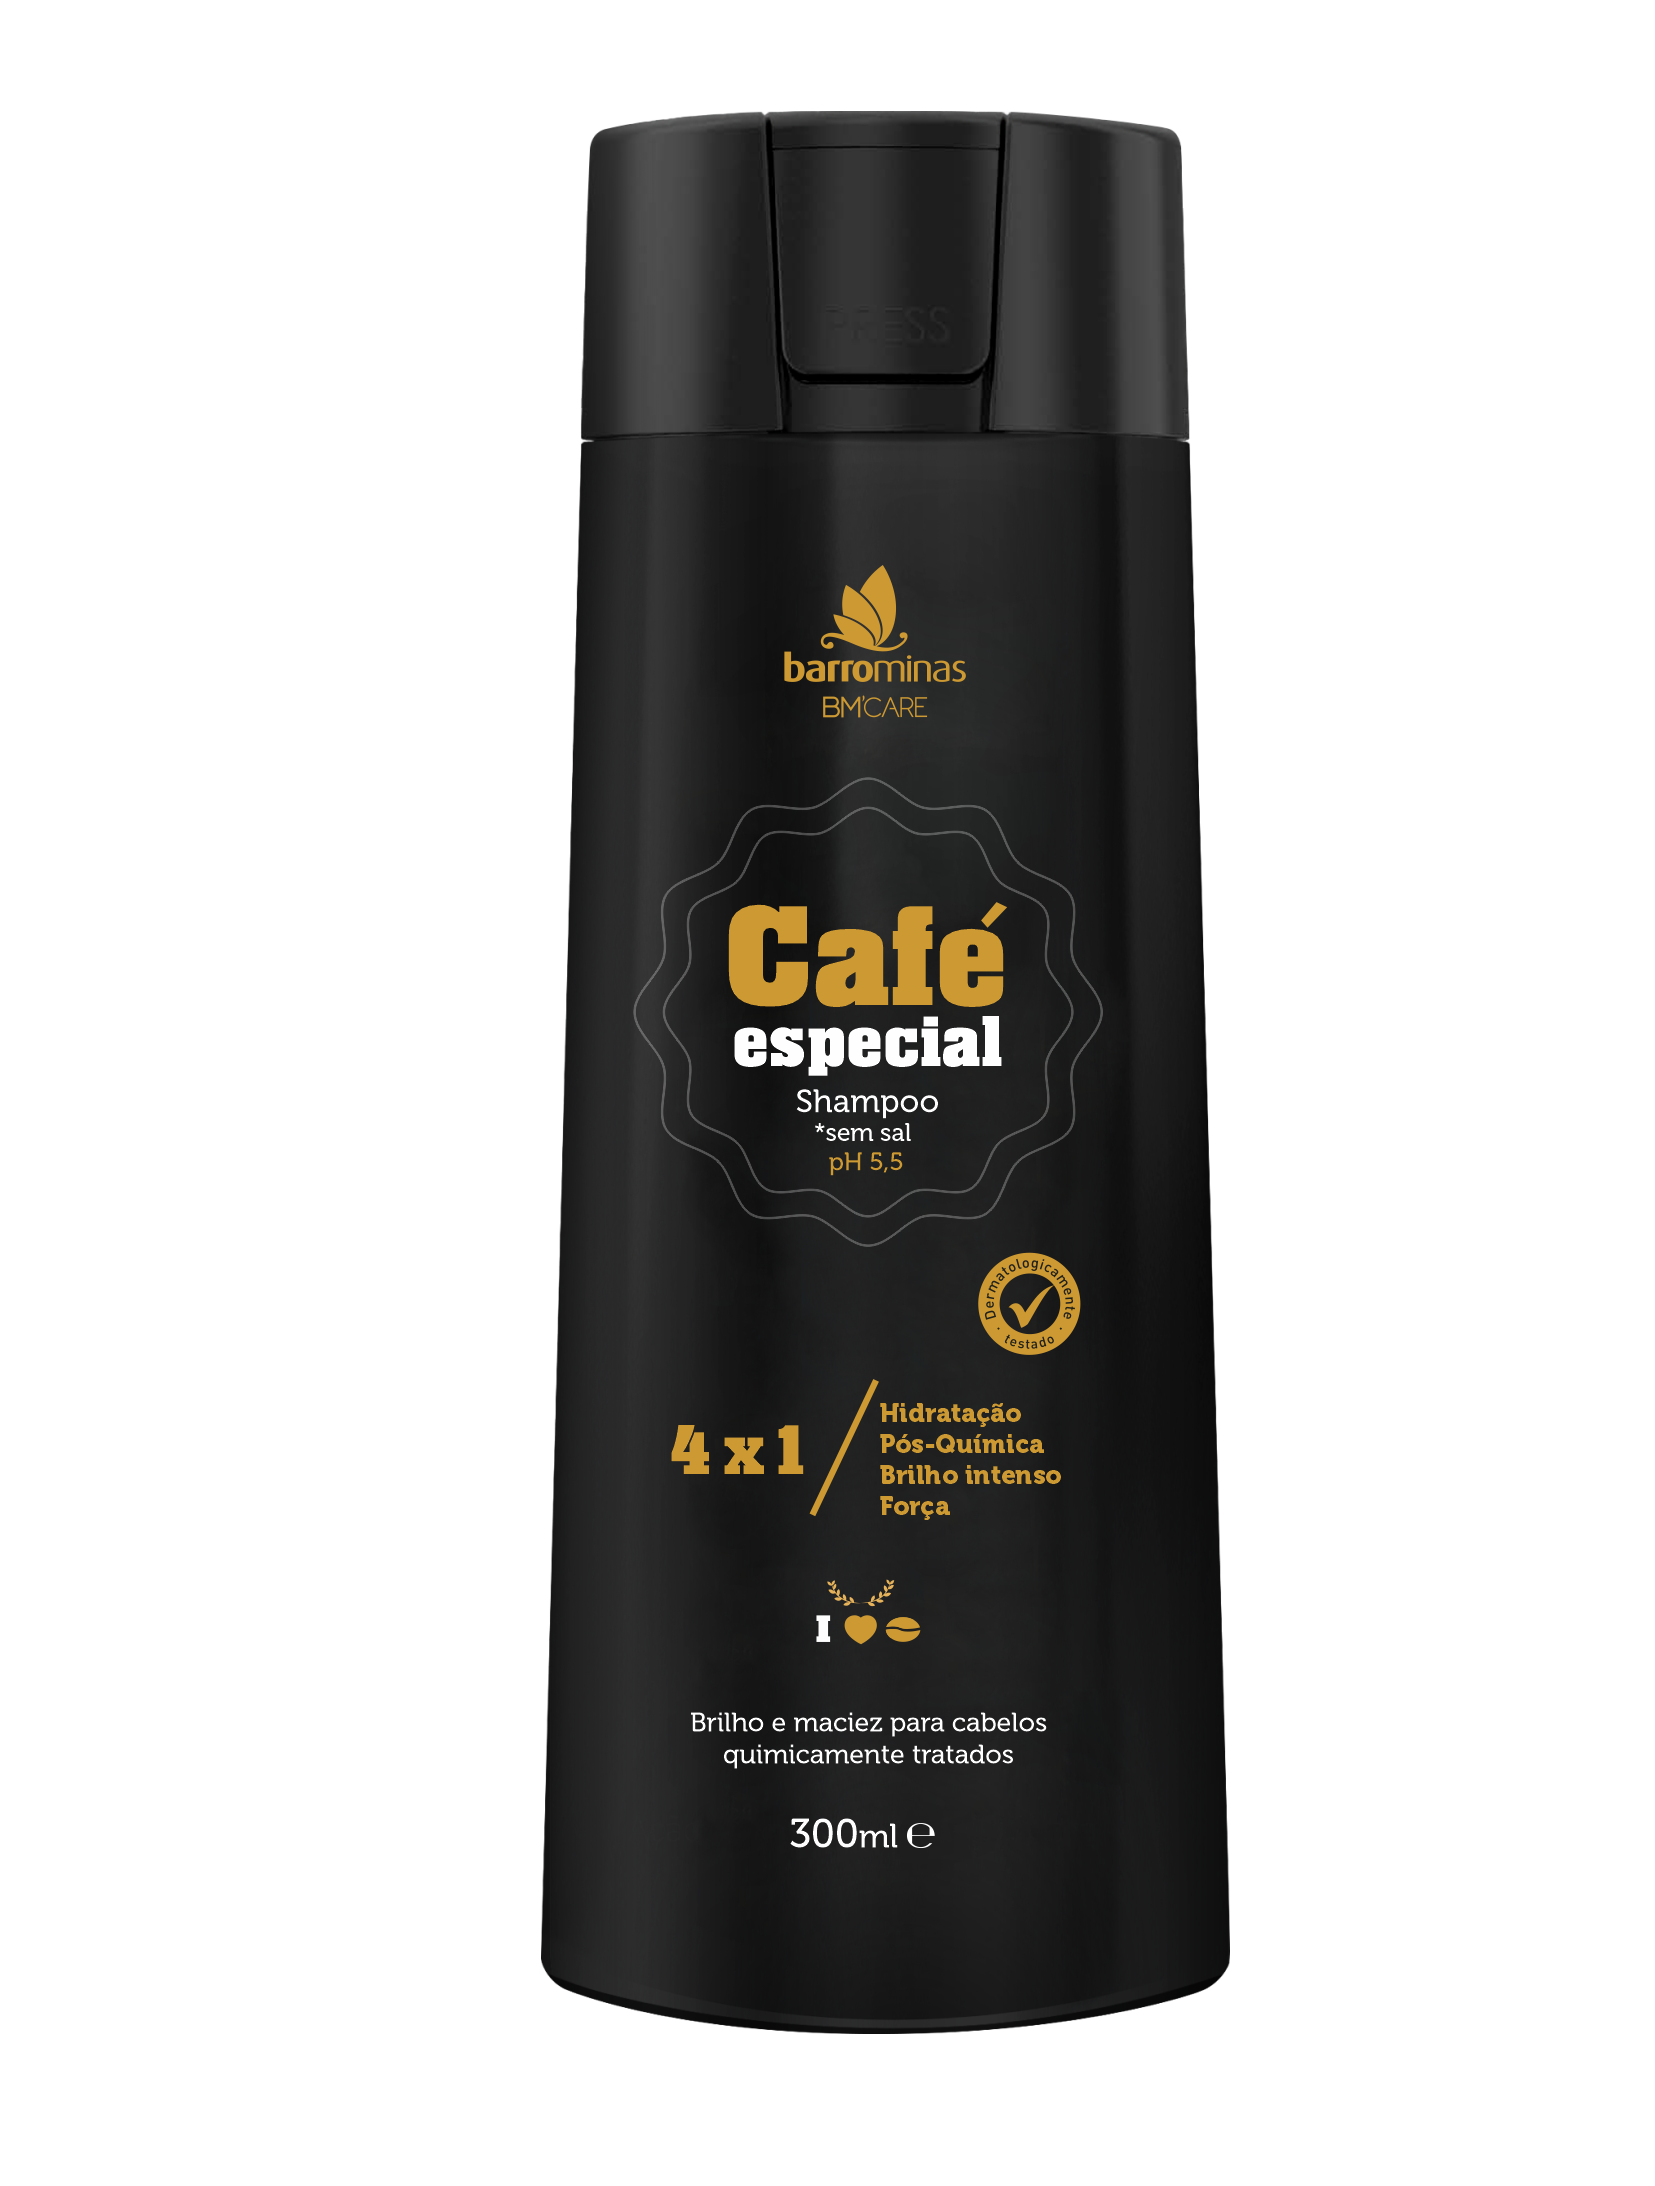 PRESS
barrominas
BM'CARE
Café
especial
Shampoo
*sem sal
pH 5,5
Dermatologicamente
testado
4 x 1
Hidratação
Pós-Química
Brilho intenso
Força
I
Brilho e maciez para cabelos
quimicamente tratados
300ml ℮